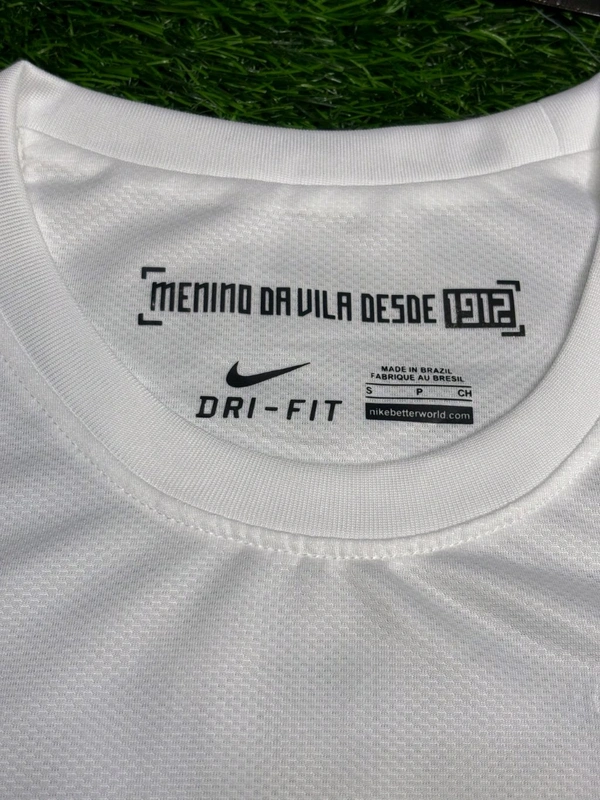 MENINO DA VILA DESDE 1912
DRI-FIT
MADE IN BRAZIL
FABRIQUE AU BRESIL
S P CH
nikebetterworld.com